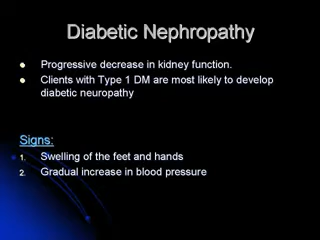 Diabetic Nephropathy
Progressive decrease in kidney function.
Clients with Type 1 DM are most likely to develop
diabetic neuropathy
Signs:
1. Swelling of the feet and hands
2. Gradual increase in blood pressure